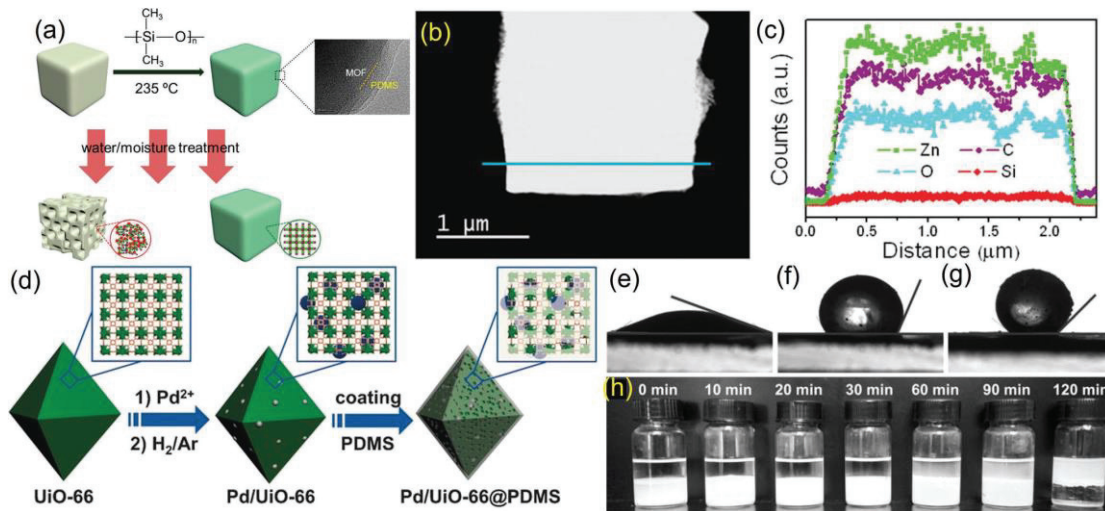 (a)
CH₃
-[Si-O]ₙ-
CH₃
235 ºC
MOF
PDMS
water/moisture treatment
(b)
1 µm
(c)
Counts (a.u.)
Zn
C
O
Si
0.0 0.5 1.0 1.5 2.0
Distance (µm)
(d)
1) Pd²⁺
2) H₂/Ar
coating
PDMS
UiO-66
Pd/UiO-66
Pd/UiO-66@PDMS
(e)
(f)
(g)
(h)
0 min 10 min 20 min 30 min 60 min 90 min 120 min